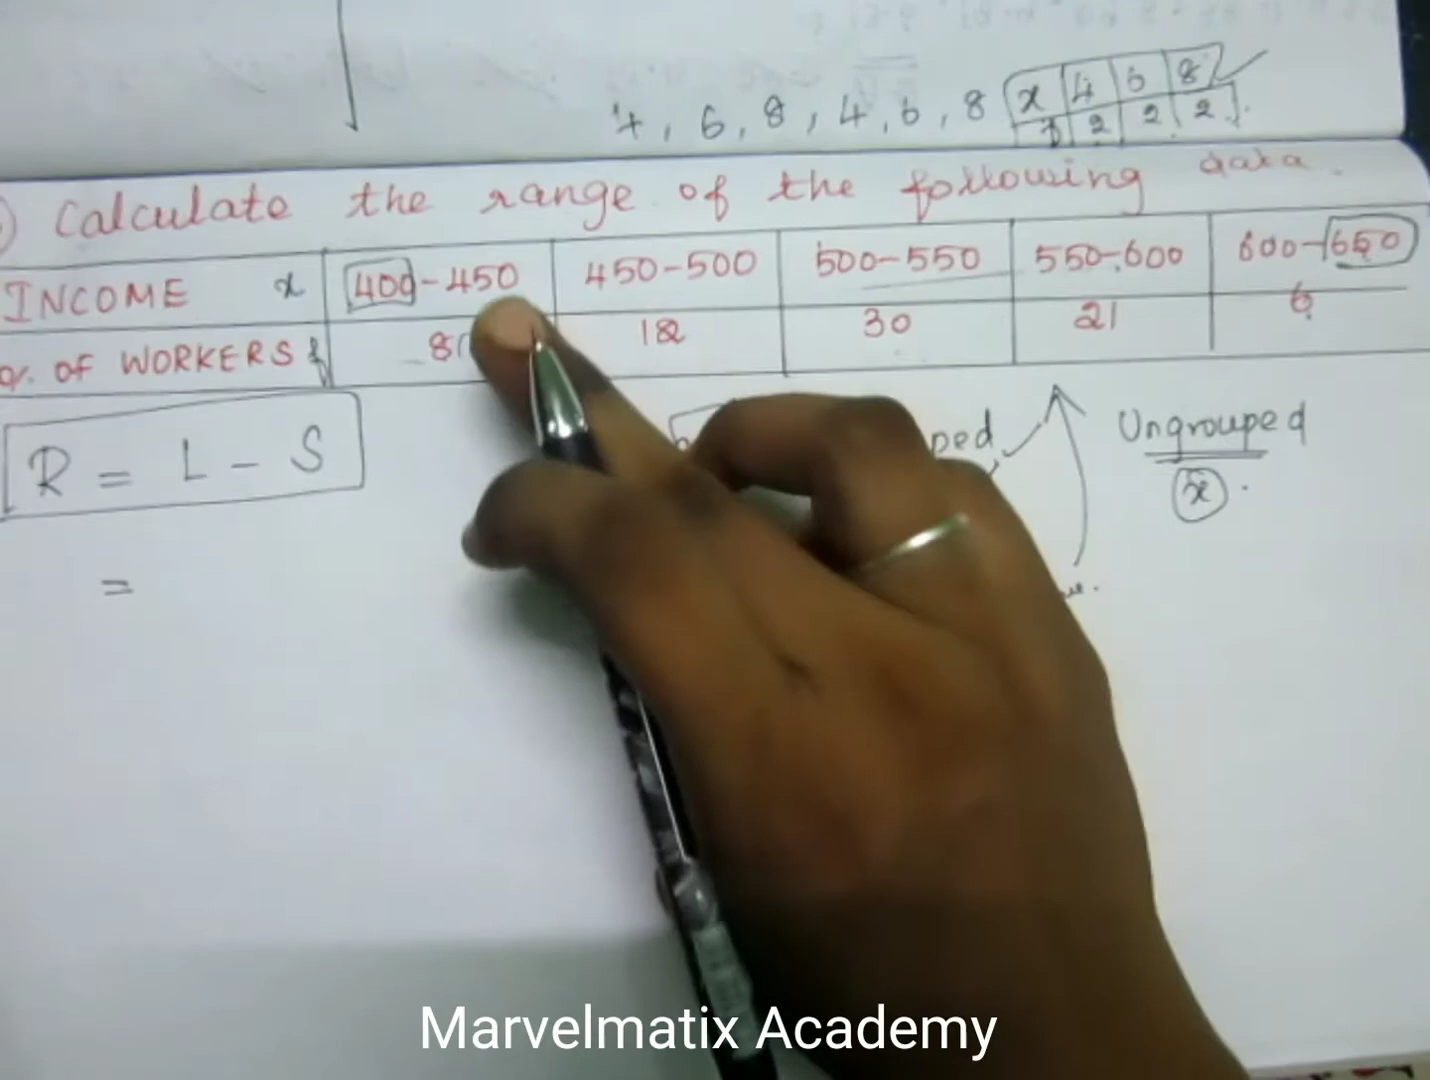 4, 6, 8, 4, 6, 8
x 4 6 8
2 2 2
Calculate the range of the following data.
INCOME x 400-450 450-500 500-550 550-600 600-650
OF WORKERS f 8 12 30 21 6
R = L - S
Ungrouped
x
=
Marvelmatix Academy